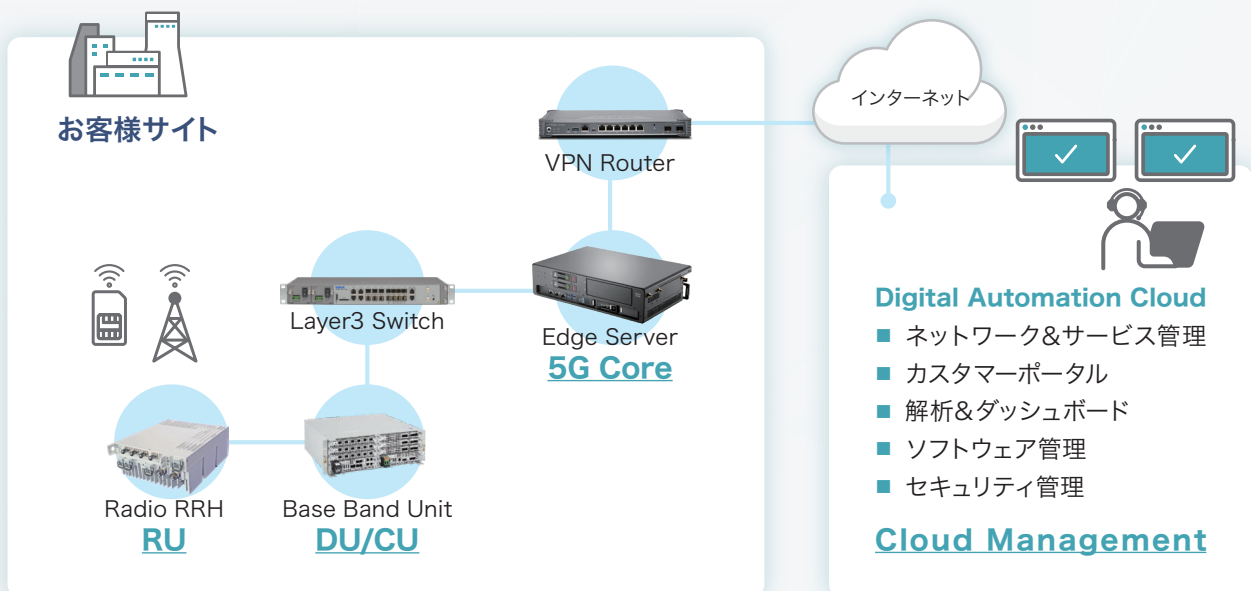 お客様サイト
インターネット
VPN Router
Layer3 Switch
Edge Server
5G Core
Radio RRH
RU
Base Band Unit
DU/CU
Digital Automation Cloud
■ ネットワーク&サービス管理
■ カスタマーポータル
■ 解析&ダッシュボード
■ ソフトウェア管理
■ セキュリティ管理
Cloud Management